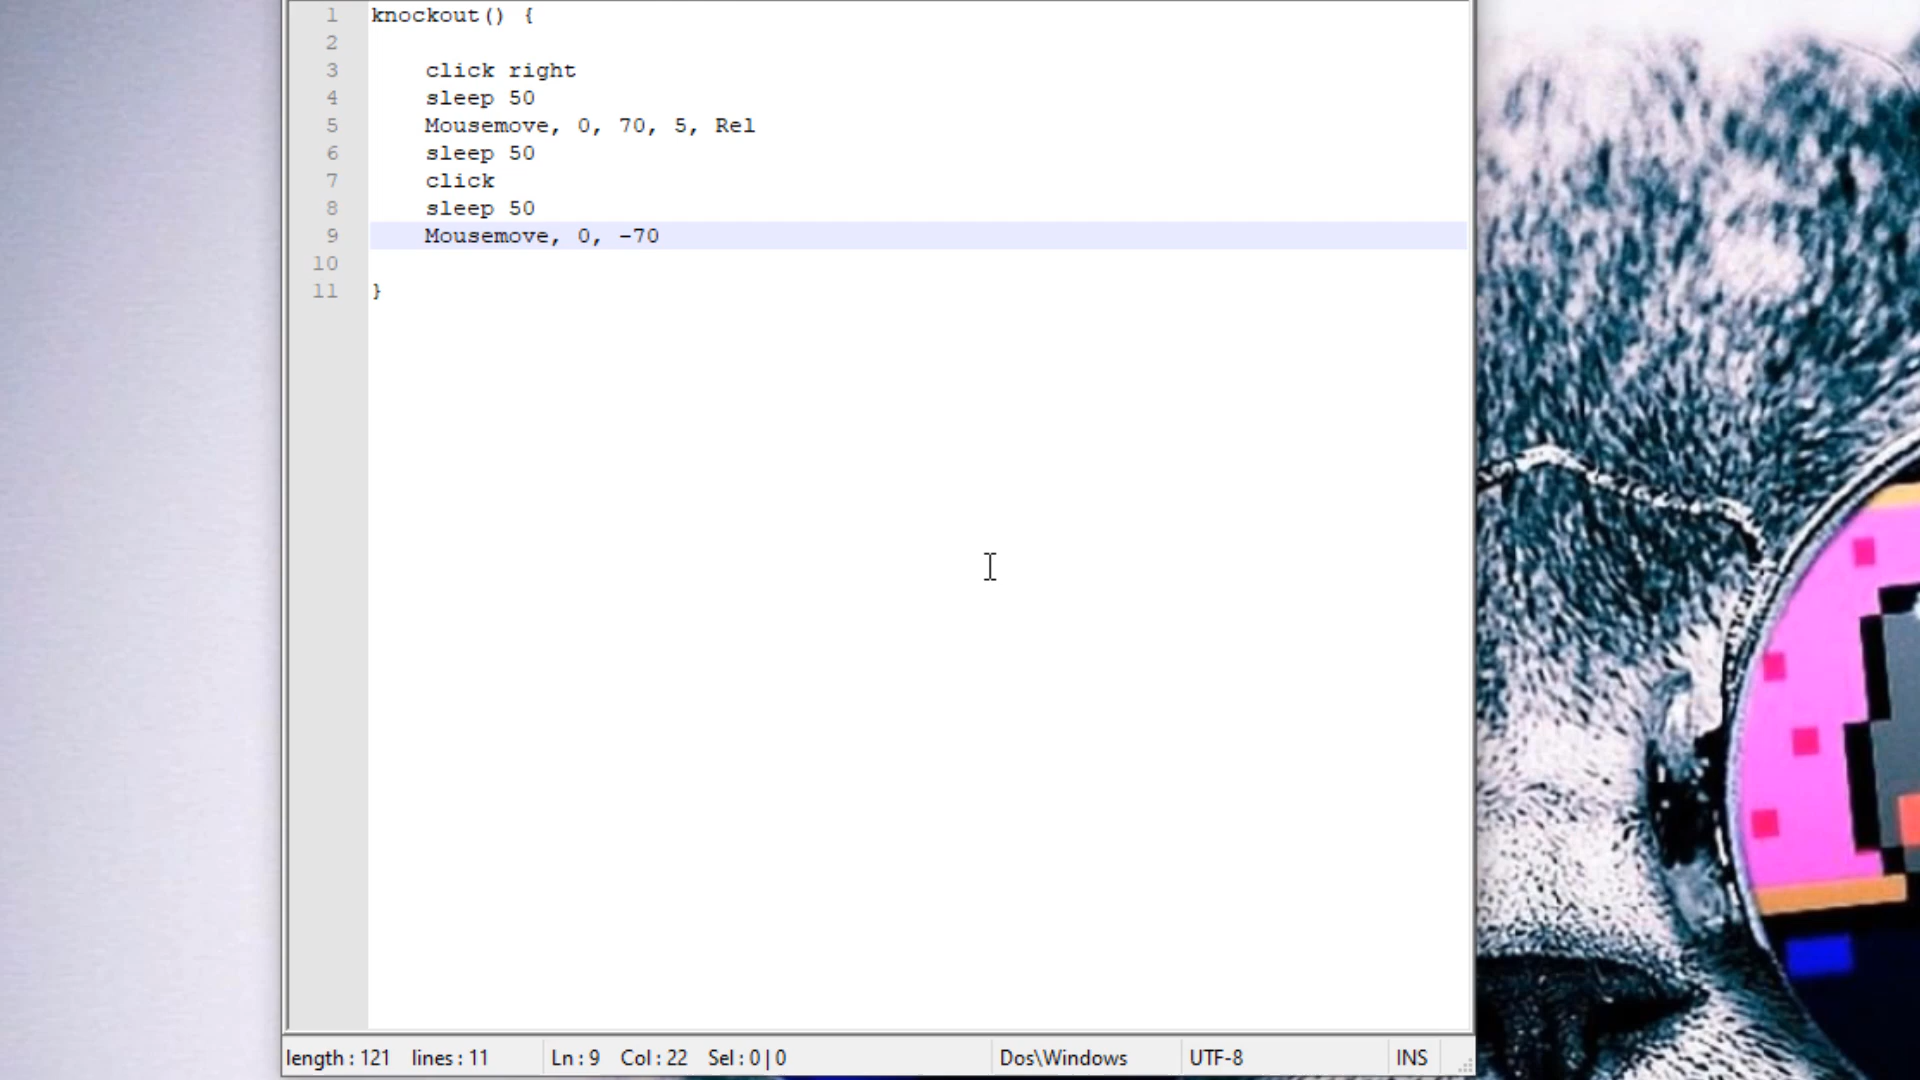 1 knockout() {
2
3 click right
4 sleep 50
5 Mousemove, 0, 70, 5, Rel
6 sleep 50
7 click
8 sleep 50
9 Mousemove, 0, -70
10
11 }
length : 121 lines : 11 Ln : 9 Col : 22 Sel : 0 | 0 Dos\Windows UTF-8 INS